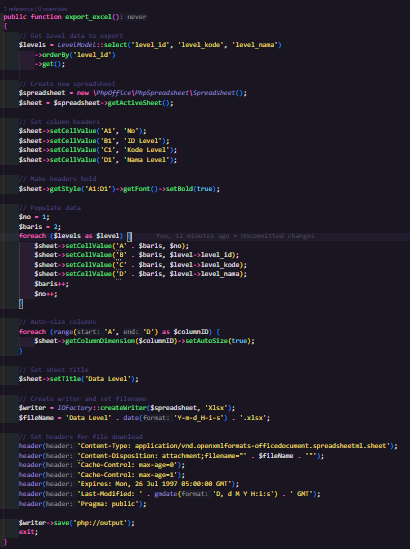 1 reference | 0 overrides
public function export_excel(): never
{
// Get level data to export
$levels = LevelModel::select('level_id', 'level_kode', 'level_nama')
->orderBy('level_id')
->get();
// Create new spreadsheet
$spreadsheet = new \PhpOffice\PhpSpreadsheet\Spreadsheet();
$sheet = $spreadsheet->getActiveSheet();
// Set column headers
$sheet->setCellValue('A1', 'No');
$sheet->setCellValue('B1', 'ID Level');
$sheet->setCellValue('C1', 'Kode Level');
$sheet->setCellValue('D1', 'Nama Level');
// Make headers bold
$sheet->getStyle('A1:D1')->getFont()->setBold(true);
// Populate data
$no = 1;
$baris = 2;
foreach ($levels as $level) { You, 12 minutes ago • Uncommitted changes
$sheet->setCellValue('A' . $baris, $no);
$sheet->setCellValue('B' . $baris, $level->level_id);
$sheet->setCellValue('C' . $baris, $level->level_kode);
$sheet->setCellValue('D' . $baris, $level->level_nama);
$baris++;
$no++;
}
// Auto-size columns
foreach (range(start: 'A', end: 'D') as $columnID) {
$sheet->getColumnDimension($columnID)->setAutoSize(true);
}
// Set sheet title
$sheet->setTitle('Data Level');
// Create writer and set filename
$writer = IOFactory::createWriter($spreadsheet, 'Xlsx');
$fileName = 'Data Level' . date(format: 'Y-m-d_H-i-s') . '.xlsx';
// Set headers for file download
header(header: 'Content-Type: application/vnd.openxmlformats-officedocument.spreadsheetml.sheet');
header(header: 'Content-Disposition: attachment;filename="' . $fileName . '"');
header(header: 'Cache-Control: max-age=0');
header(header: 'Cache-Control: max-age=1');
header(header: 'Expires: Mon, 26 Jul 1997 05:00:00 GMT');
header(header: 'Last-Modified: ' . gmdate(format: 'D, d M Y H:i:s') . ' GMT');
header(header: 'Pragma: public');
$writer->save('php://output');
exit;
}